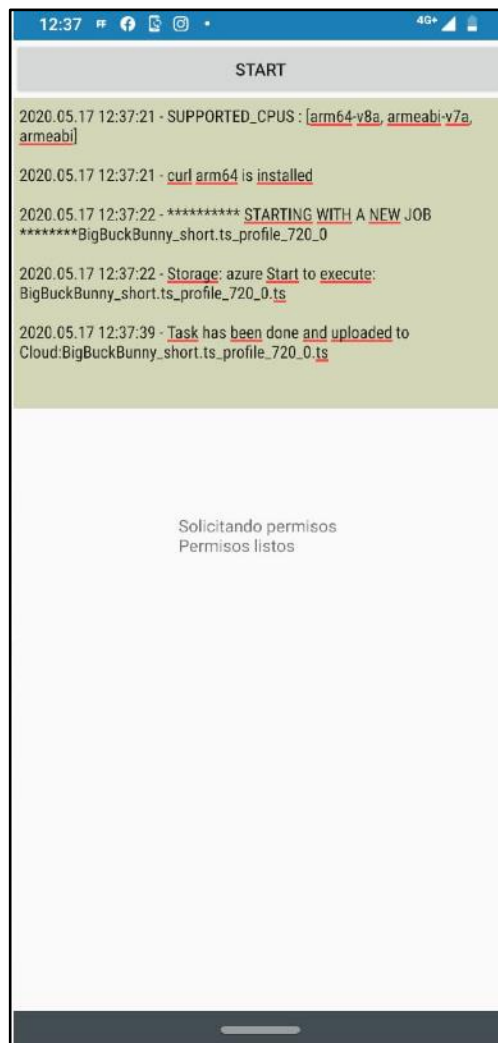 12:37
4G+
START
2020.05.17 12:37:21 - SUPPORTED_CPUS : [arm64-v8a, armeabi-v7a,
armeabi]
2020.05.17 12:37:21 - curl arm64 is installed
2020.05.17 12:37:22 - ********** STARTING WITH A NEW JOB
********BigBuckBunny_short.ts_profile_720_0
2020.05.17 12:37:22 - Storage: azure Start to execute:
BigBuckBunny_short.ts_profile_720_0.ts
2020.05.17 12:37:39 - Task has been done and uploaded to
Cloud:BigBuckBunny_short.ts_profile_720_0.ts
Solicitando permisos
Permisos listos